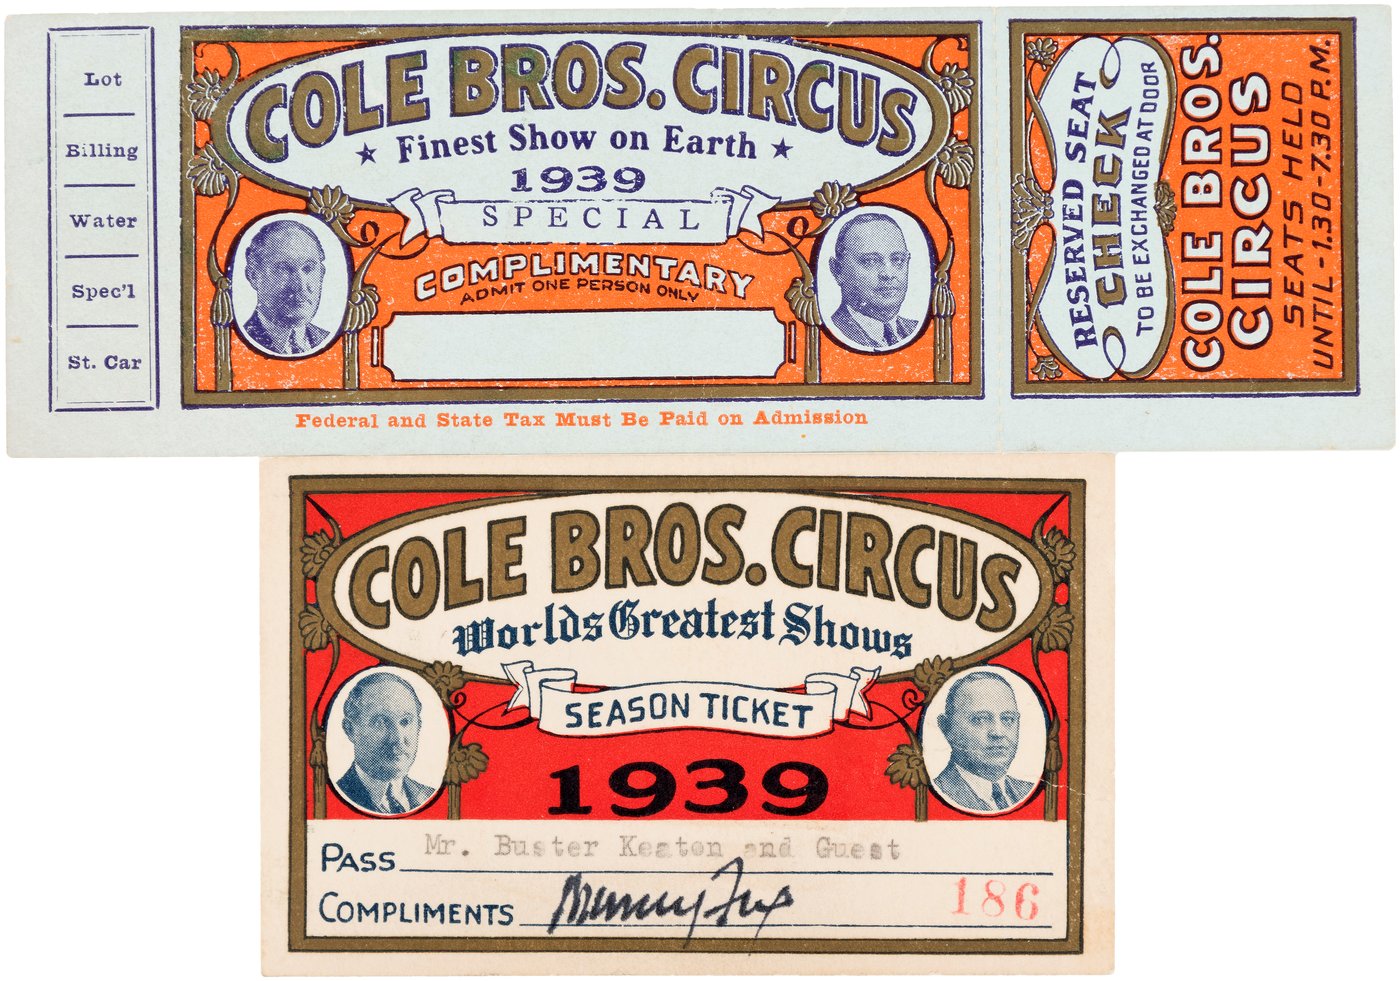 Lot
Billing
Water
Spec'l
St. Car
COLE BROS. CIRCUS
★ Finest Show on Earth ★
1939
SPECIAL
COMPLIMENTARY
ADMIT ONE PERSON ONLY
Federal and State Tax Must Be Paid on Admission
RESERVED SEAT
CHECK
TO BE EXCHANGED AT DOOR
COLE BROS.
CIRCUS
SEATS HELD
UNTIL-1.30-7.30 P.M.
COLE BROS. CIRCUS
Worlds Greatest Shows
SEASON TICKET
1939
PASS Mr. Buster Keaton and Guest
COMPLIMENTS
186